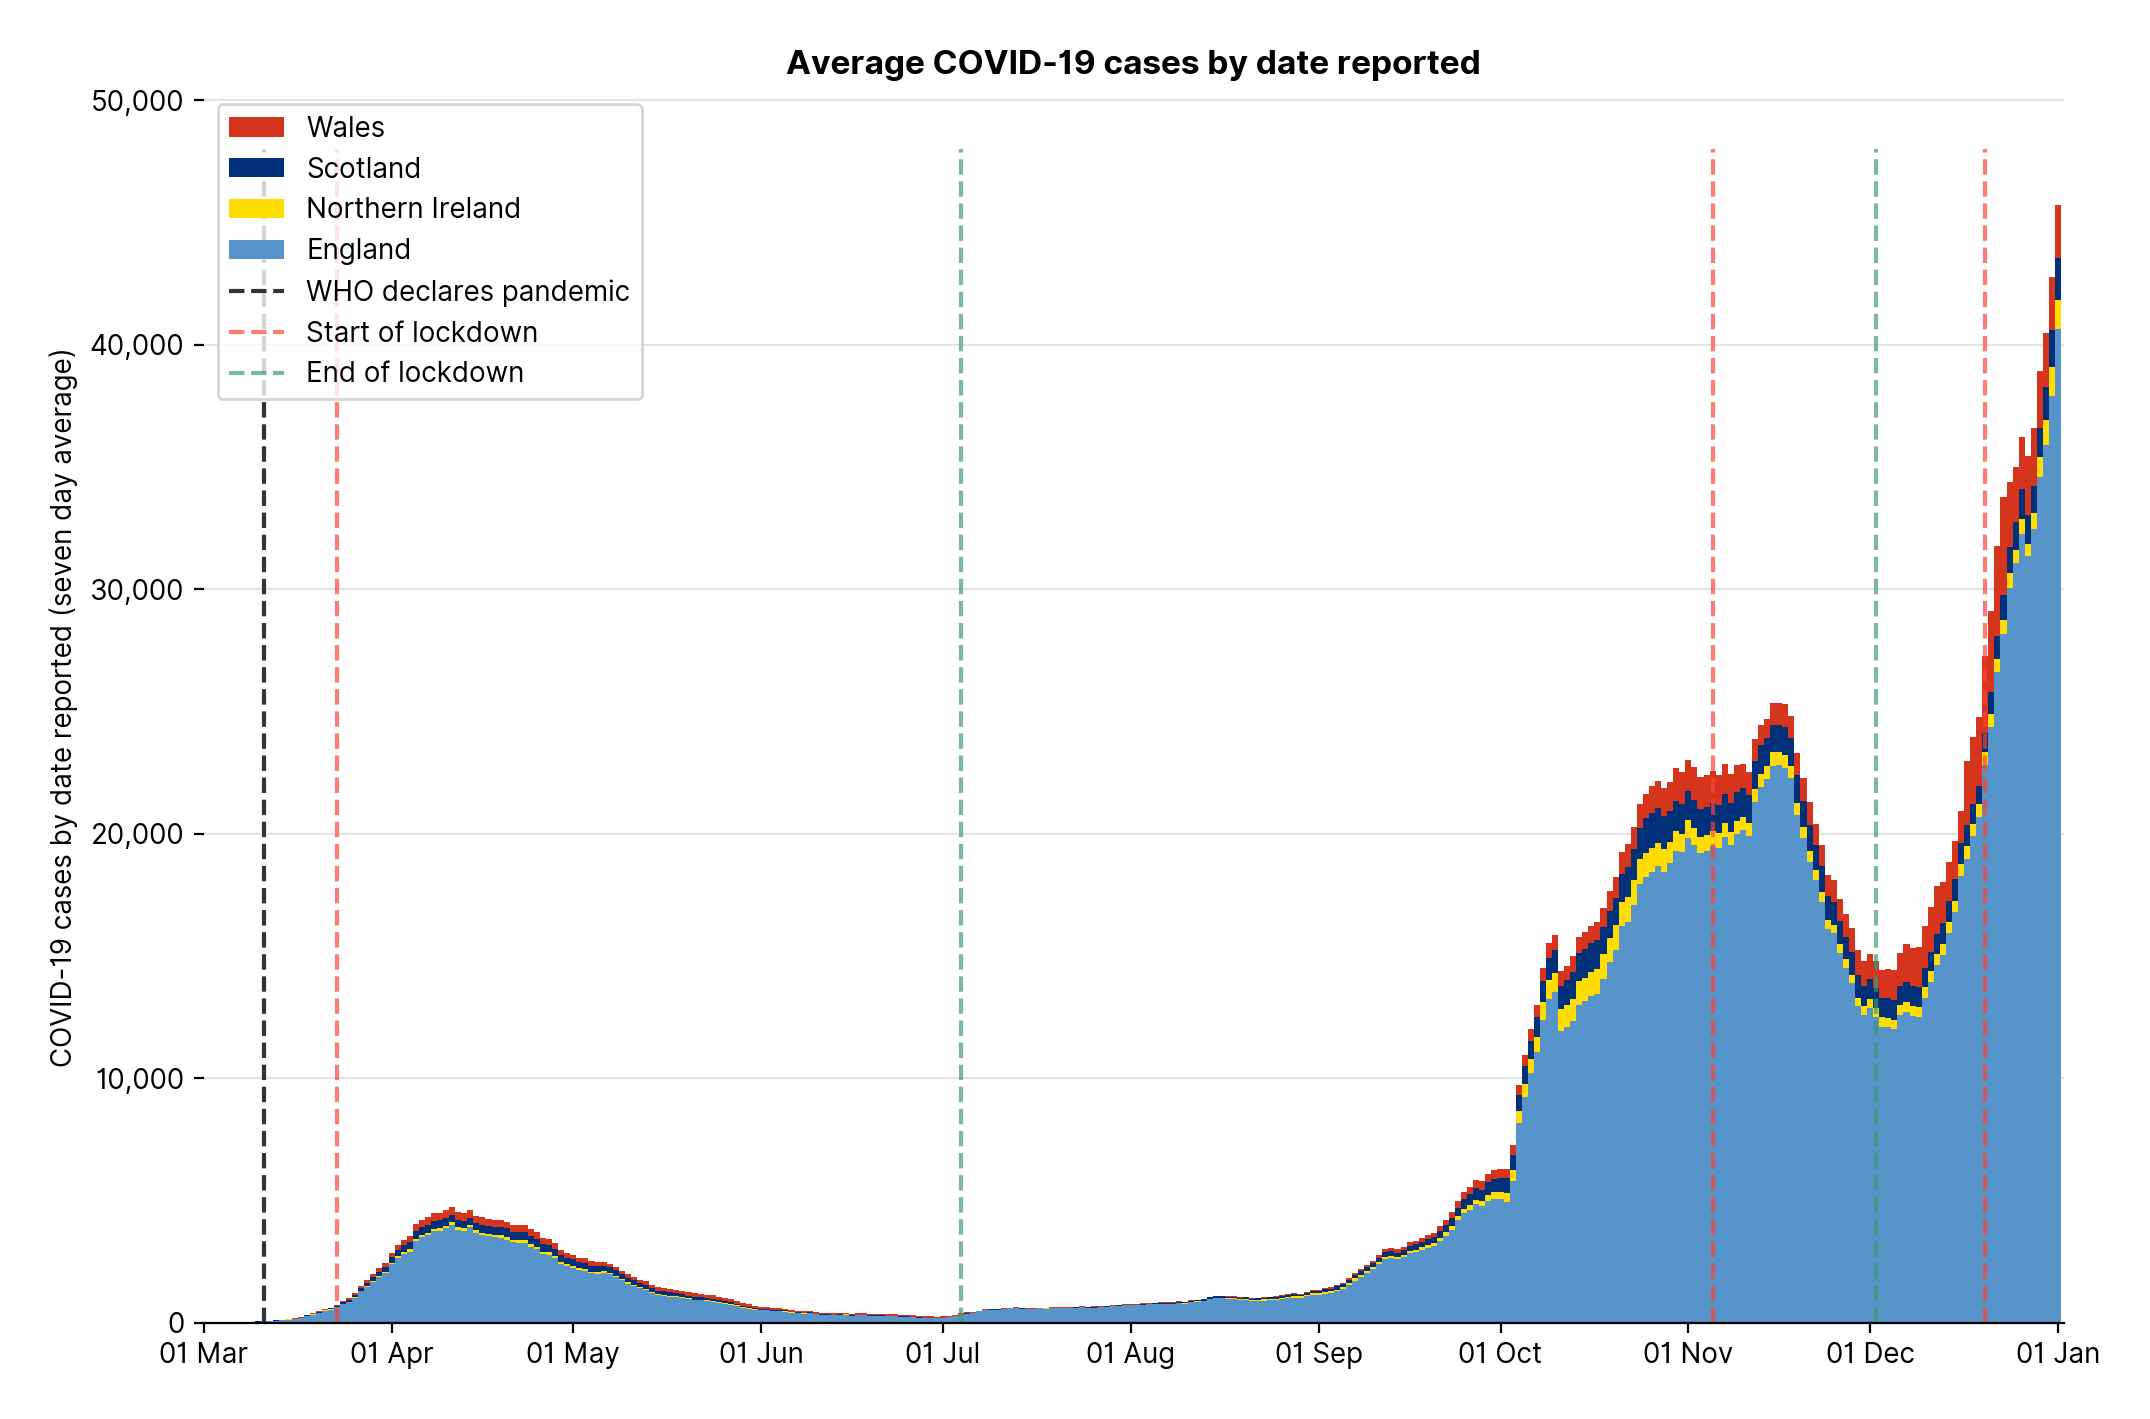 Average COVID-19 cases by date reported
50,000
40,000
30,000
20,000
10,000
0
COVID-19 cases by date reported (seven day average)
Wales
Scotland
Northern Ireland
England
WHO declares pandemic
Start of lockdown
End of lockdown
01 Mar 01 Apr 01 May 01 Jun 01 Jul 01 Aug 01 Sep 01 Oct 01 Nov 01 Dec 01 Jan